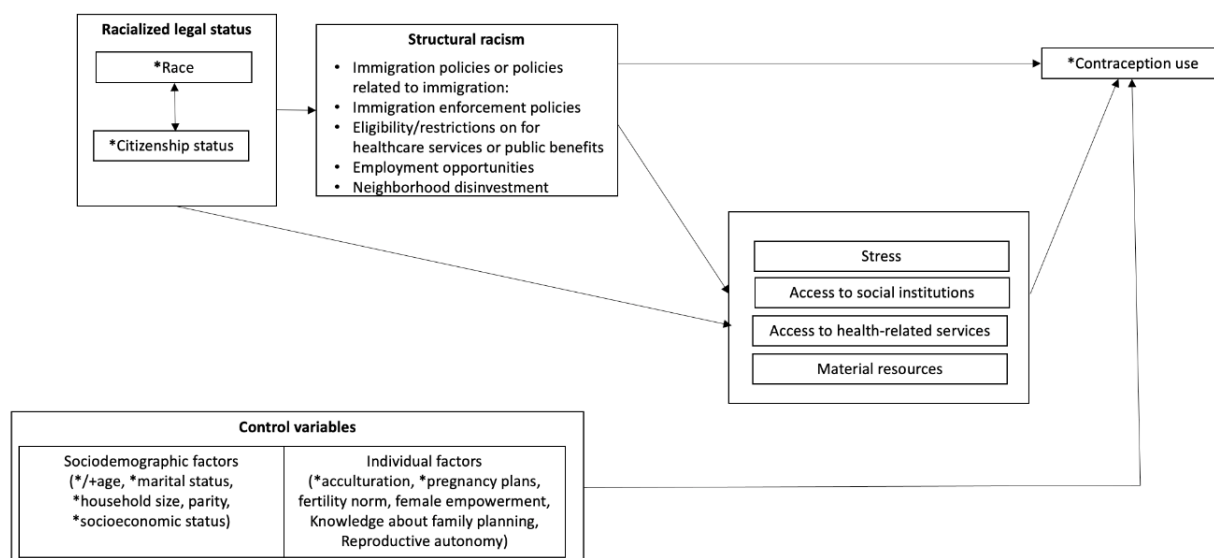 Racialized legal status
*Race
*Citizenship status
Structural racism
• Immigration policies or policies
related to immigration:
• Immigration enforcement policies
• Eligibility/restrictions on for
healthcare services or public benefits
• Employment opportunities
• Neighborhood disinvestment
*Contraception use
Stress
Access to social institutions
Access to health-related services
Material resources
Control variables
Sociodemographic factors
(*/+age, *marital status,
*household size, parity,
*socioeconomic status)
Individual factors
(*acculturation, *pregnancy plans,
fertility norm, female empowerment,
Knowledge about family planning,
Reproductive autonomy)